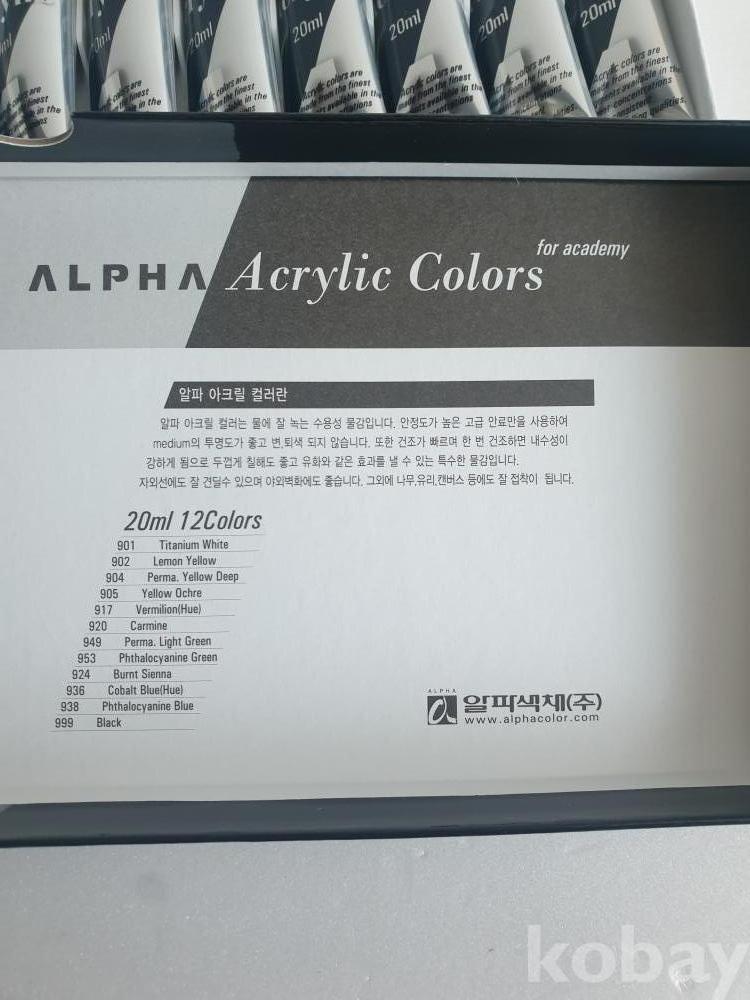 20ml 20ml 20ml 20ml 20ml 20ml
Acrylic colors are
made from the finest
available in the
concentrations
ALPHA Acrylic Colors for academy
알파 아크릴 컬러란
알파 아크릴 컬러는 물에 잘 녹는 수용성 물감입니다. 안정도가 높은 고급 안료만을 사용하여
medium의 투명도가 좋고 변,퇴색 되지 않습니다. 또한 건조가 빠르며 한 번 건조하면 내수성이
강하게 됨으로 두껍게 칠해도 좋고 유화와 같은 효과를 낼 수 있는 특수한 물감입니다.
자외선에도 잘 견딜수 있으며 야외벽화에도 좋습니다. 그외에 나무,유리,캔버스 등에도 잘 접착이 됩니다.
20ml 12Colors
901 Titanium White
902 Lemon Yellow
904 Perma. Yellow Deep
905 Yellow Ochre
917 Vermilion(Hue)
920 Carmine
949 Perma. Light Green
953 Phthalocyanine Green
924 Burnt Sienna
936 Cobalt Blue(Hue)
938 Phthalocyanine Blue
999 Black
ALPHA
알파색채(주)
www.alphacolor.com
kobay